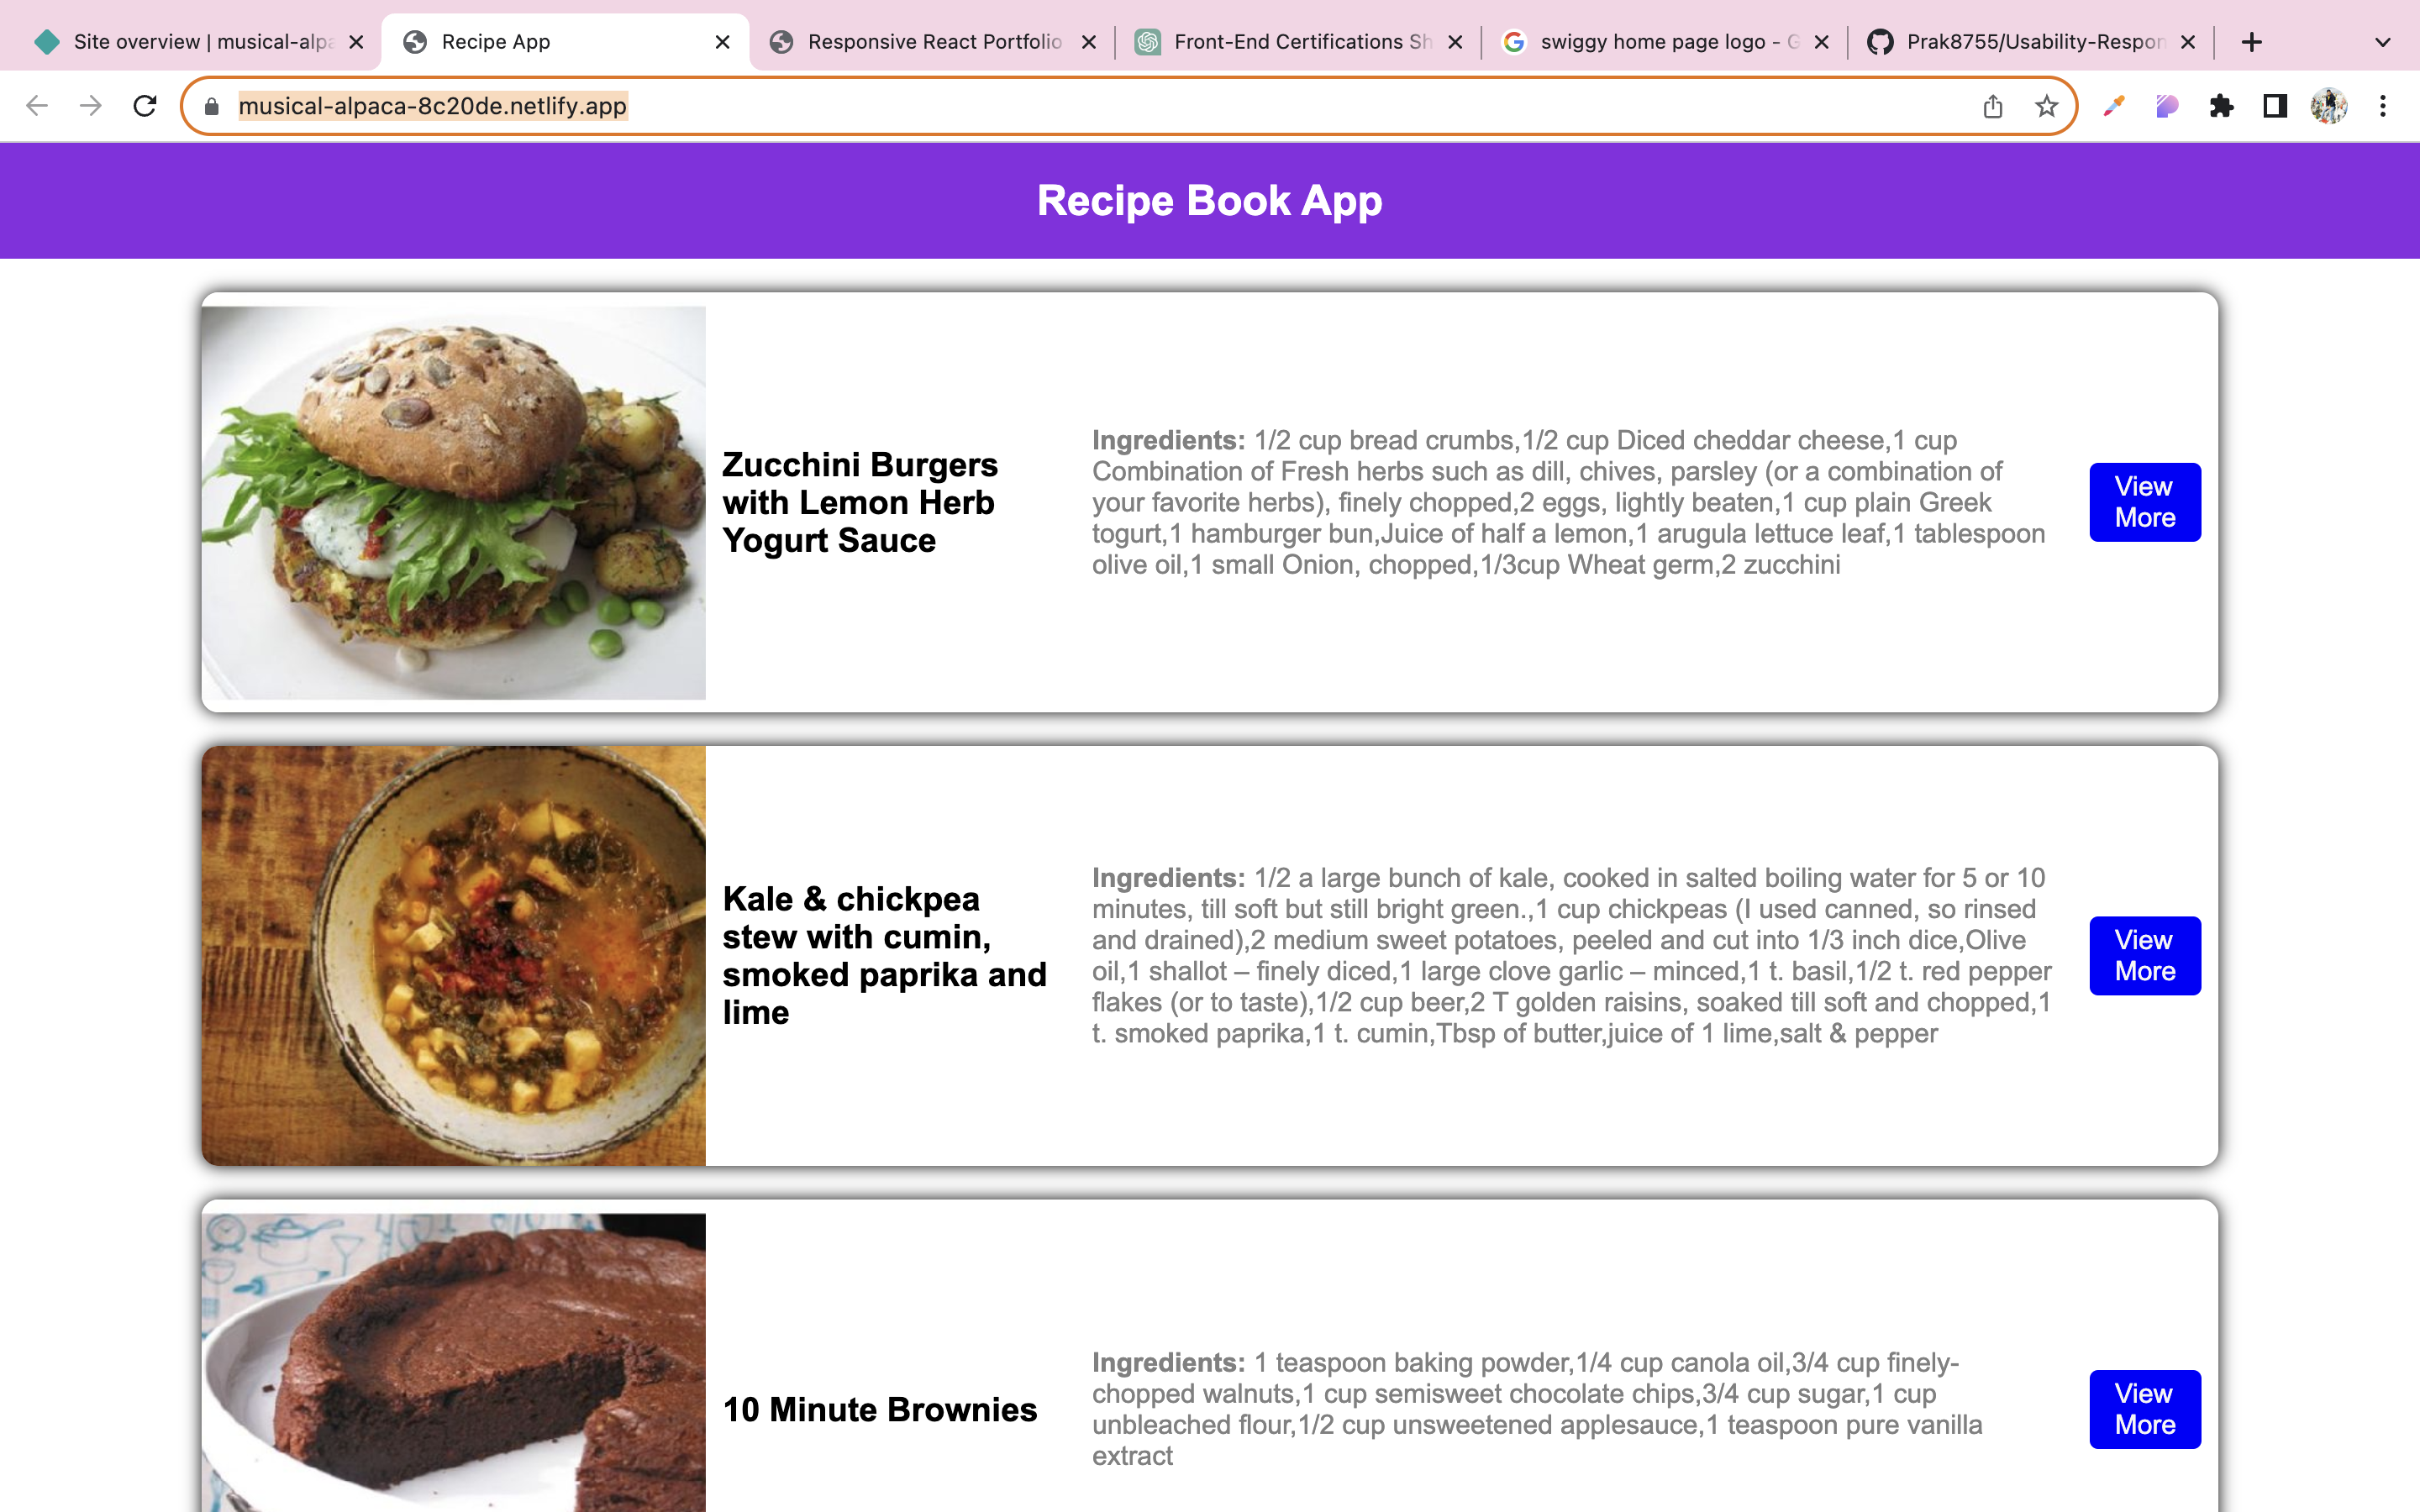 Site overview | musical-alpa
Recipe App
Responsive React Portfolio
Front-End Certifications Sh
swiggy home page logo - G
Prak8755/Usability-Respon
musical-alpaca-8c20de.netlify.app
Recipe Book App
Zucchini Burgers
with Lemon Herb
Yogurt Sauce
Ingredients: 1/2 cup bread crumbs,1/2 cup Diced cheddar cheese,1 cup
Combination of Fresh herbs such as dill, chives, parsley (or a combination of
your favorite herbs), finely chopped,2 eggs, lightly beaten,1 cup plain Greek
togurt,1 hamburger bun,Juice of half a lemon,1 arugula lettuce leaf,1 tablespoon
olive oil,1 small Onion, chopped,1/3cup Wheat germ,2 zucchini
View
More
Kale & chickpea
stew with cumin,
smoked paprika and
lime
Ingredients: 1/2 a large bunch of kale, cooked in salted boiling water for 5 or 10
minutes, till soft but still bright green.,1 cup chickpeas (I used canned, so rinsed
and drained),2 medium sweet potatoes, peeled and cut into 1/3 inch dice,Olive
oil,1 shallot – finely diced,1 large clove garlic – minced,1 t. basil,1/2 t. red pepper
flakes (or to taste),1/2 cup beer,2 T golden raisins, soaked till soft and chopped,1
t. smoked paprika,1 t. cumin,Tbsp of butter,juice of 1 lime,salt & pepper
View
More
10 Minute Brownies
Ingredients: 1 teaspoon baking powder,1/4 cup canola oil,3/4 cup finely-
chopped walnuts,1 cup semisweet chocolate chips,3/4 cup sugar,1 cup
unbleached flour,1/2 cup unsweetened applesauce,1 teaspoon pure vanilla
extract
View
More